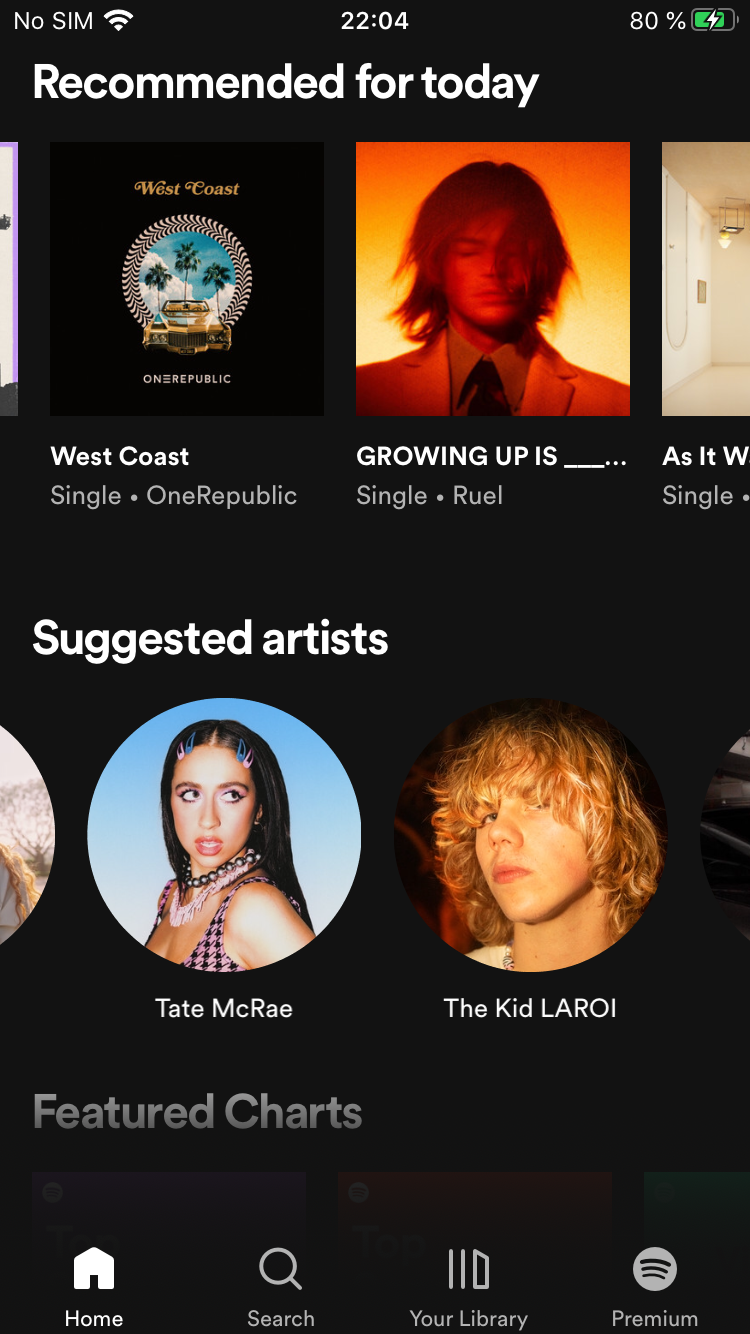 No SIM 22:04 80 %
Recommended for today
West Coast
ONEREPUBLIC
West Coast
GROWING UP IS ___...
As It W
Single • OneRepublic
Single • Ruel
Single •
Suggested artists
Tate McRae
The Kid LAROI
Featured Charts
Top
Top
Home
Search
Your Library
Premium